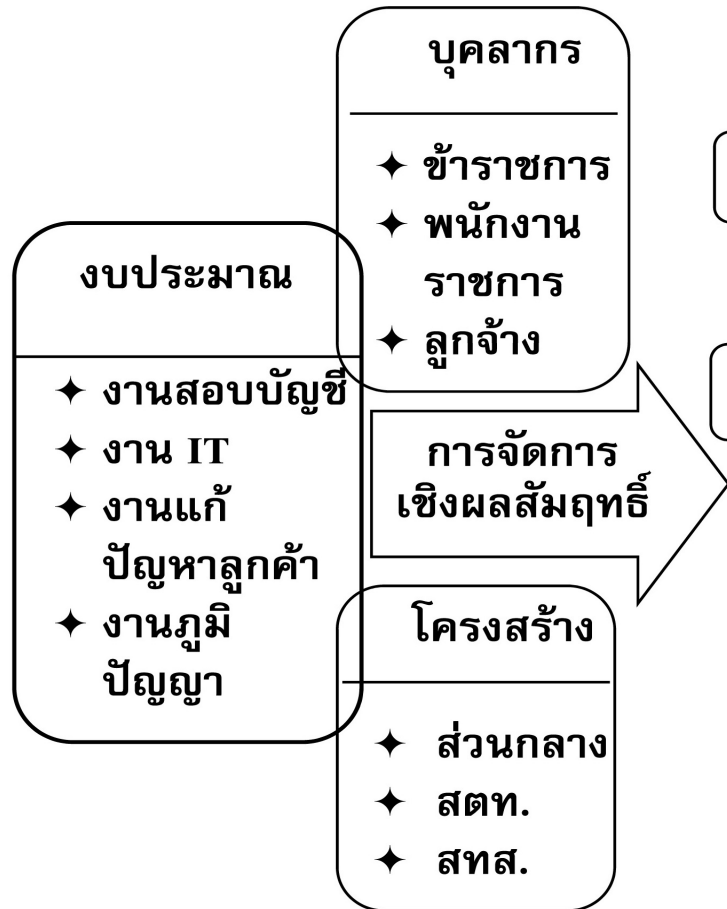 บุคลากร
✦ ข้าราชการ
✦ พนักงาน
ราชการ
✦ ลูกจ้าง
งบประมาณ
✦ งานสอบบัญชี
✦ งาน IT
✦ งานแก้
ปัญหาลูกค้า
✦ งานภูมิ
ปัญญา
การจัดการ
เชิงผลสัมฤทธิ์
โครงสร้าง
✦ ส่วนกลาง
✦ สตท.
✦ สทส.